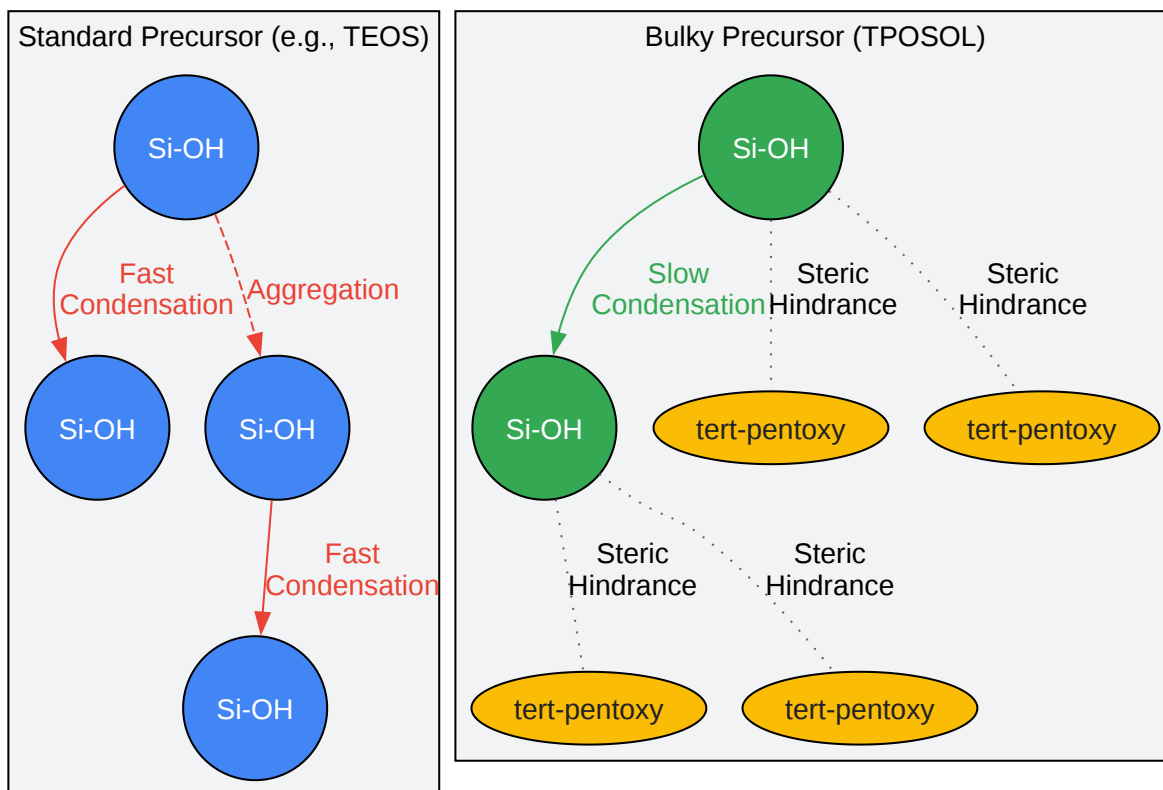 Standard Precursor (e.g., TEOS)
Si-OH
Fast
Condensation
Aggregation
Si-OH
Si-OH
Fast
Condensation
Si-OH
Bulky Precursor (TPOSOL)
Si-OH
Slow
Condensation
Steric
Hindrance
Steric
Hindrance
Si-OH
tert-pentoxy
tert-pentoxy
Steric
Hindrance
Steric
Hindrance
tert-pentoxy
tert-pentoxy